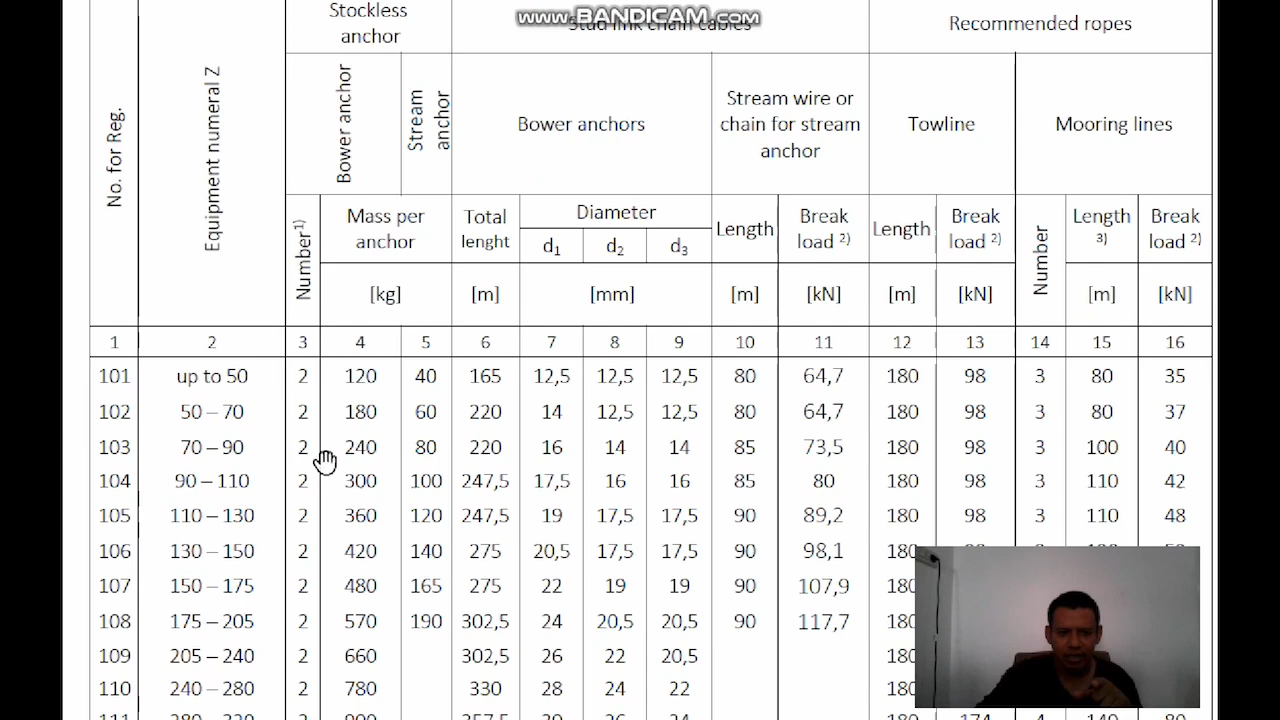 www.BANDICAM.com
Stockless anchor
Stud link chain cables
Recommended ropes
No. for Reg.
Equipment numeral Z
Bower anchor
Stream anchor
Bower anchors
Stream wire or chain for stream anchor
Towline
Mooring lines
Number 1)
Mass per anchor
Total lenght
Diameter
Length
Break load 2)
Length
Break load 2)
Number
Length 3)
Break load 2)
d1 d2 d3
[kg] [m] [mm] [m] [kN] [m] [kN] [m] [kN]
1 2 3 4 5 6 7 8 9 10 11 12 13 14 15 16
101 up to 50 2 120 40 165 12,5 12,5 12,5 80 64,7 180 98 3 80 35
102 50 – 70 2 180 60 220 14 12,5 12,5 80 64,7 180 98 3 80 37
103 70 – 90 2 240 80 220 16 14 14 85 73,5 180 98 3 100 40
104 90 – 110 2 300 100 247,5 17,5 16 16 85 80 180 98 3 110 42
105 110 – 130 2 360 120 247,5 19 17,5 17,5 90 89,2 180 98 3 110 48
106 130 – 150 2 420 140 275 20,5 17,5 17,5 90 98,1 180
107 150 – 175 2 480 165 275 22 19 19 90 107,9 180
108 175 – 205 2 570 190 302,5 24 20,5 20,5 90 117,7 180
109 205 – 240 2 660 302,5 26 22 20,5 180
110 240 – 280 2 780 330 28 24 22 180